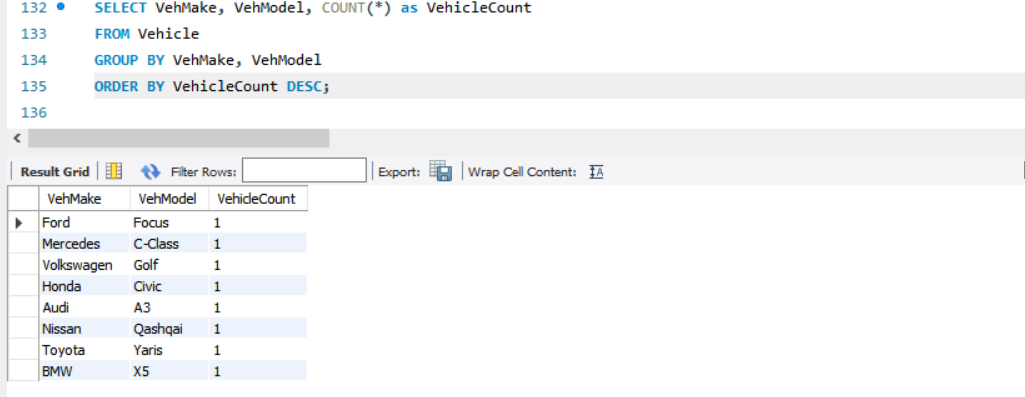 132 SELECT VehMake, VehModel, COUNT(*) as VehicleCount
133 FROM Vehicle
134 GROUP BY VehMake, VehModel
135 ORDER BY VehicleCount DESC;
136
Result Grid Filter Rows: Export: Wrap Cell Content: IA
VehMake VehModel VehicleCount
Ford Focus 1
Mercedes C-Class 1
Volkswagen Golf 1
Honda Civic 1
Audi A3 1
Nissan Qashqai 1
Toyota Yaris 1
BMW X5 1